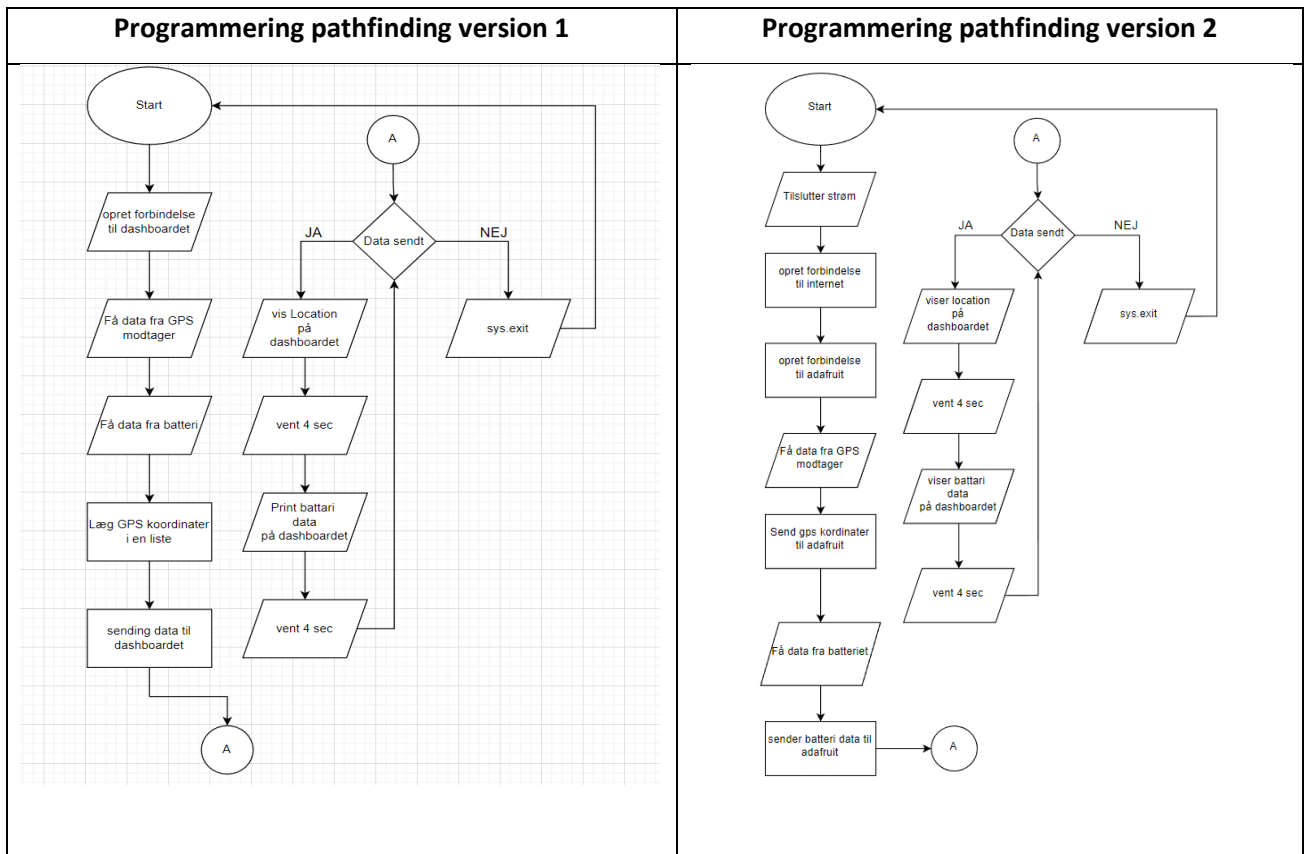 Programmering pathfinding version 1
Start
opret forbindelse
til dashboardet
Få data fra GPS
modtager
Få data fra batteri
Læg GPS koordinater
i en liste
sending data til
dashboardet
A
A
Data sendt
JA
NEJ
vis Location
på
dashboardet
sys.exit
vent 4 sec
Print battari
data
på dashboardet
vent 4 sec
Programmering pathfinding version 2
Start
Tilslutter strøm
opret forbindelse
til internet
opret forbindelse
til adafruit
Få data fra GPS
modtager
Send gps kordinater
til adafruit
Få data fra batteriet
sender batteri data til
adafruit
A
A
Data sendt
JA
NEJ
viser location
på
dashboardet
sys.exit
vent 4 sec
viser battari
data
på dashboardet
vent 4 sec